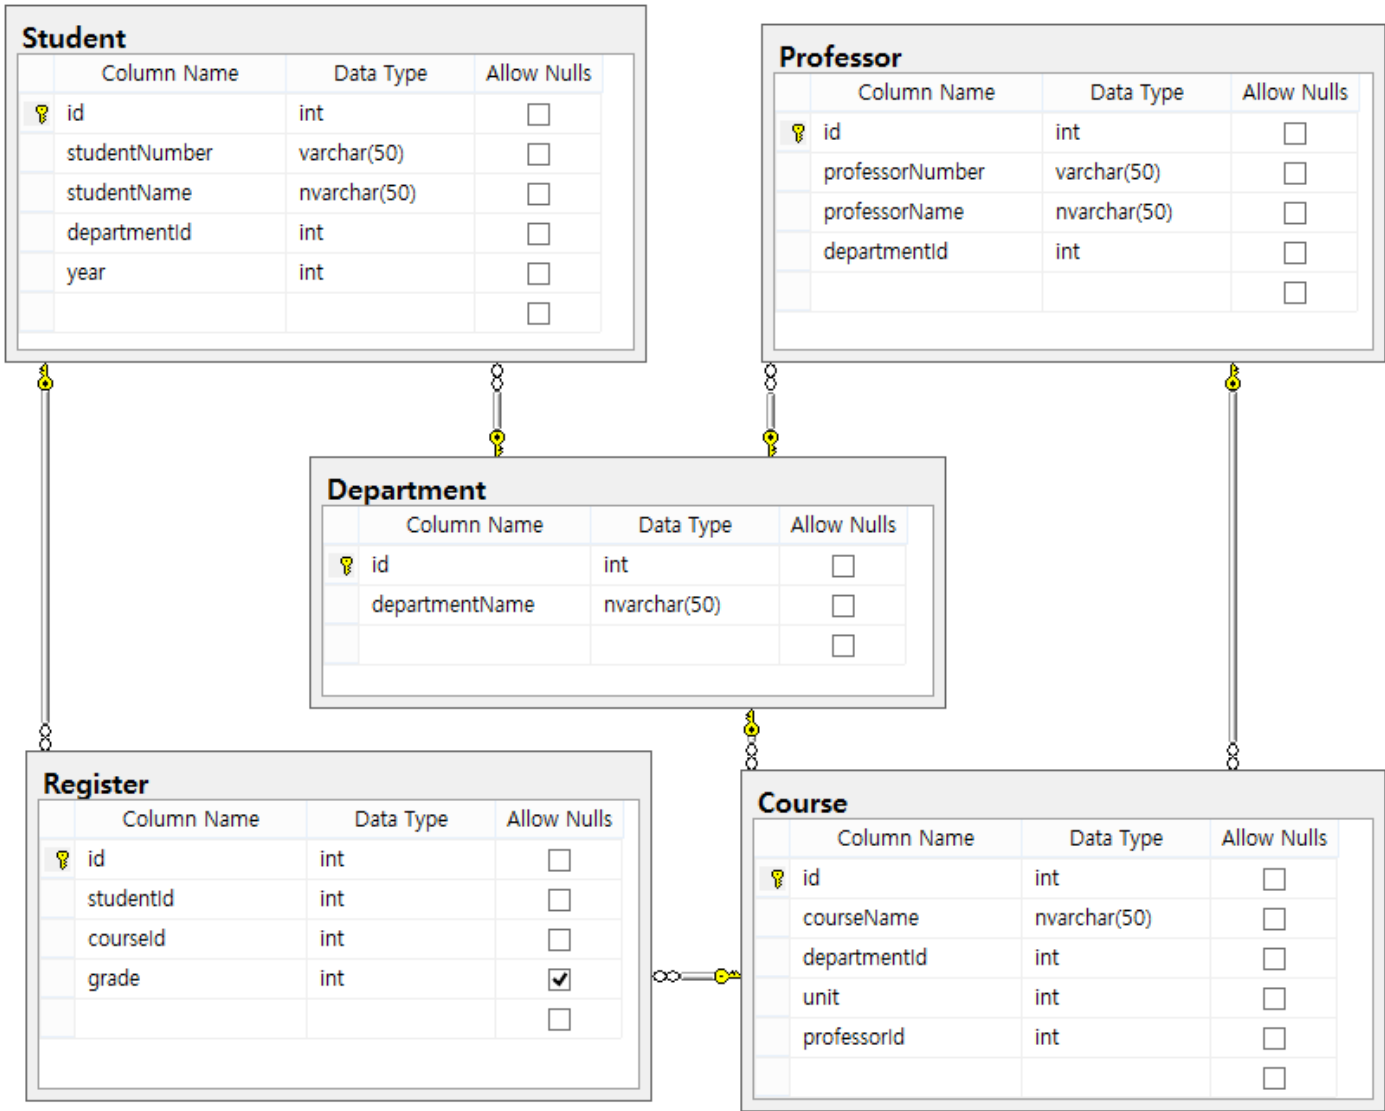 Student
Column Name Data Type Allow Nulls
id int
studentNumber varchar(50)
studentName nvarchar(50)
departmentId int
year int
Professor
Column Name Data Type Allow Nulls
id int
professorNumber varchar(50)
professorName nvarchar(50)
departmentId int
Department
Column Name Data Type Allow Nulls
id int
departmentName nvarchar(50)
Register
Column Name Data Type Allow Nulls
id int
studentId int
courseId int
grade int
Course
Column Name Data Type Allow Nulls
id int
courseName nvarchar(50)
departmentId int
unit int
professorId int